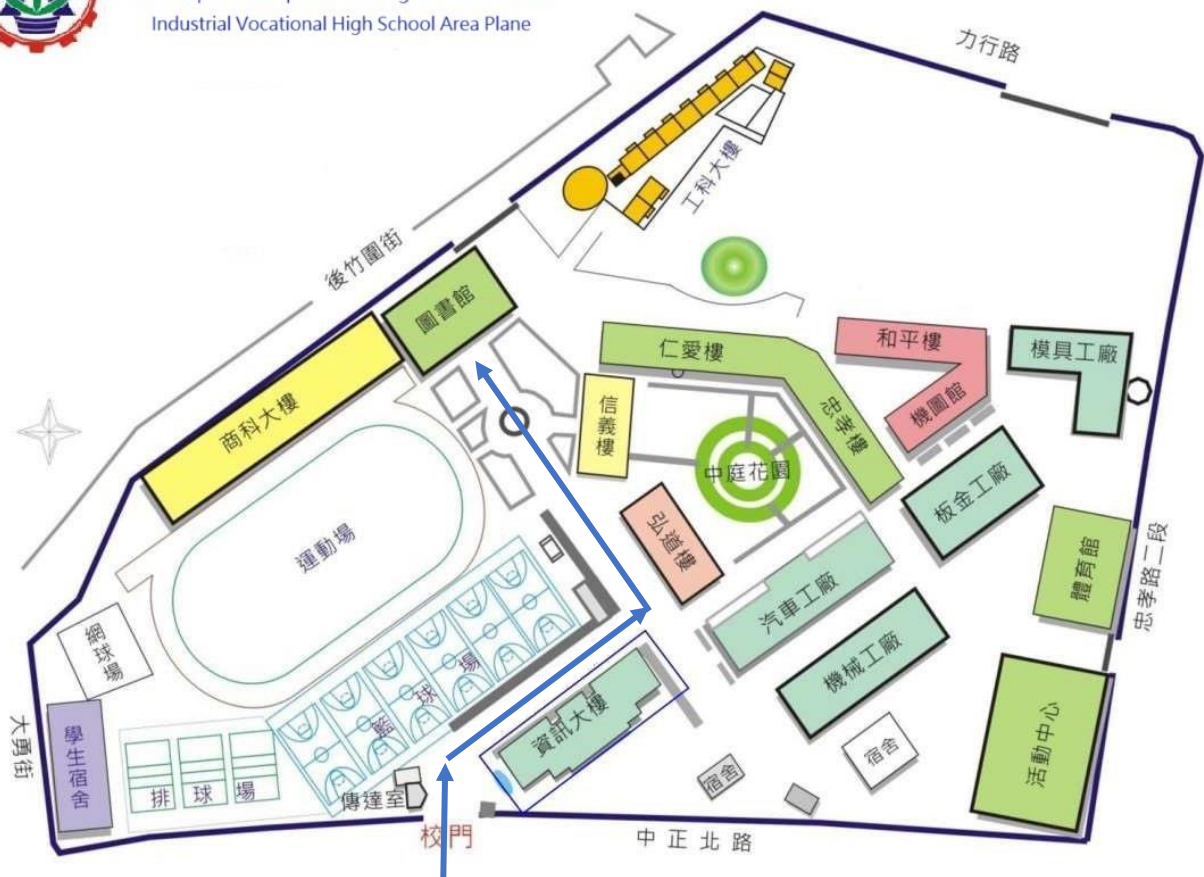 Industrial Vocational High School Area Plane
力行路
工科大樓
後竹圍街
圖書館
商科大樓
仁愛樓
和平樓
模具工廠
機圖館
忠孝樓
信義樓
中庭花園
弘道樓
板金工廠
體育館
忠孝路二段
運動場
汽車工廠
機械工廠
網球場
籃球場
資訊大樓
活動中心
宿舍
宿舍
大勇街
學生宿舍
排球場
傳達室
校門
中正北路